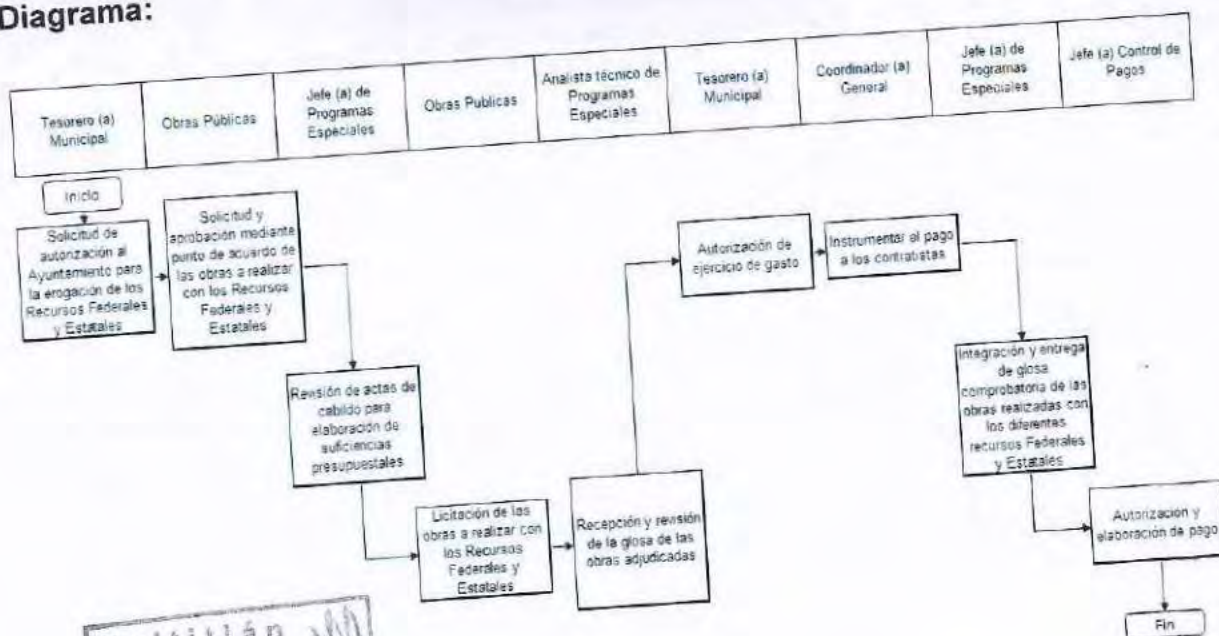 Diagrama:
Tesorero (a)
Municipal
Obras Públicas
Jefe (a) de
Programas
Especiales
Obras Publicas
Analista técnico de
Programas
Especiales
Tesorero (a)
Municipal
Coordinador (a)
General
Jefe (a) de
Programas
Especiales
Jefe (a) Control de
Pagos
Inicio
Solicitud de
autorización al
Ayuntamiento para
la erogación de los
Recursos Federales
y Estatales
Solicitud y
aprobación mediante
punto de acuerdo de
las obras a realizar
con los Recursos
Federales y
Estatales
Revisión de actas de
cabildo para
elaboración de
suficiencias
presupuestales
Licitación de las
obras a realizar con
los Recursos
Federales y
Estatales
Recepción y revisión
de la glosa de las
obras adjudicadas
Autorización de
ejercicio de gasto
Instrumentar el pago
a los contratistas
Integración y entrega
de glosa
comprobatoria de las
obras realizadas con
los diferentes
recursos Federales
y Estatales
Autorización y
elaboración de pago
Fin